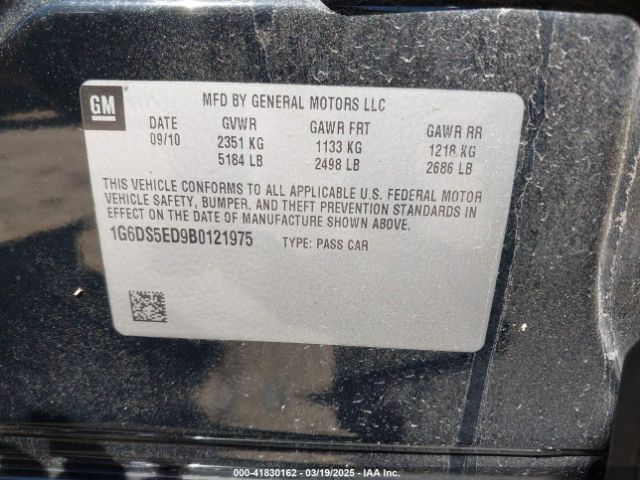 GM
MFD BY GENERAL MOTORS LLC
DATE GVWR GAWR FRT GAWR RR
09/10 2351 KG 1133 KG 1218 KG
5184 LB 2498 LB 2686 LB
THIS VEHICLE CONFORMS TO ALL APPLICABLE U.S. FEDERAL MOTOR
VEHICLE SAFETY, BUMPER, AND THEFT PREVENTION STANDARDS IN
EFFECT ON THE DATE OF MANUFACTURE SHOWN ABOVE.
1G6DS5ED9B0121975 TYPE: PASS CAR
000-41830162 - 03/19/2025 - IAA Inc.